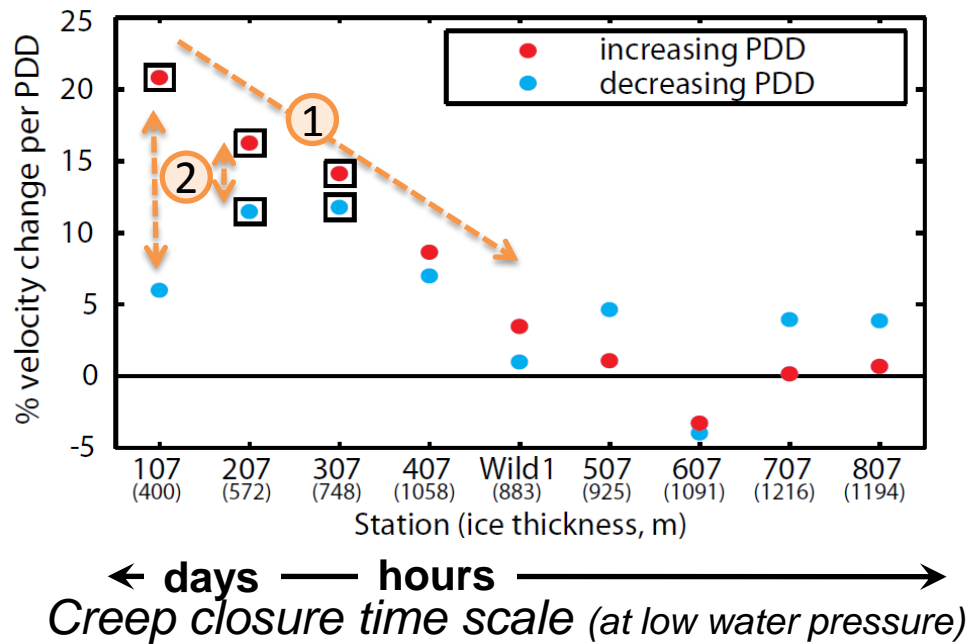 % velocity change per PDD
25
20
15
10
5
0
-5
increasing PDD
decreasing PDD
1
2
107 207 307 407 Wild1 507 607 707 807
(400) (572) (748) (1058) (883) (925) (1091) (1216) (1194)
Station (ice thickness, m)
days hours
Creep closure time scale (at low water pressure)